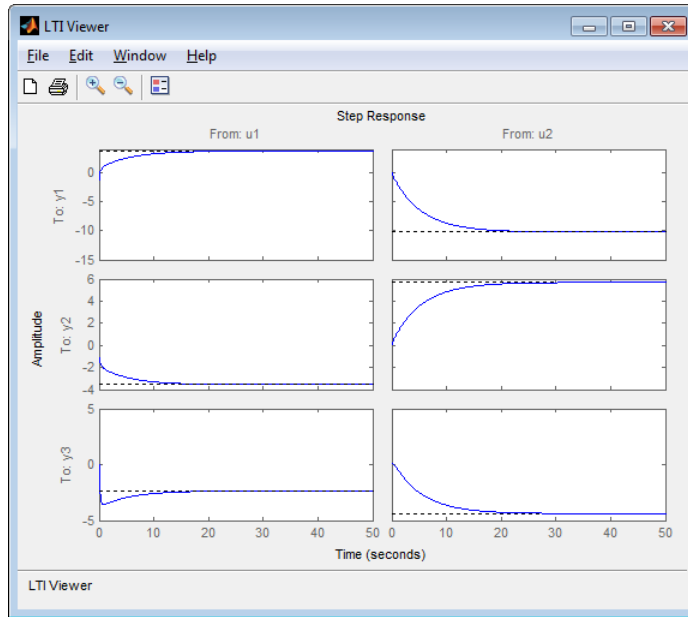 LTI Viewer
File Edit Window Help
Step Response
From: u1 From: u2
Amplitude
To: y1
0
-5
-10
-15
To: y2
6
4
2
0
-2
-4
To: y3
5
0
-5
0 10 20 30 40 50 0 10 20 30 40 50
Time (seconds)
LTI Viewer